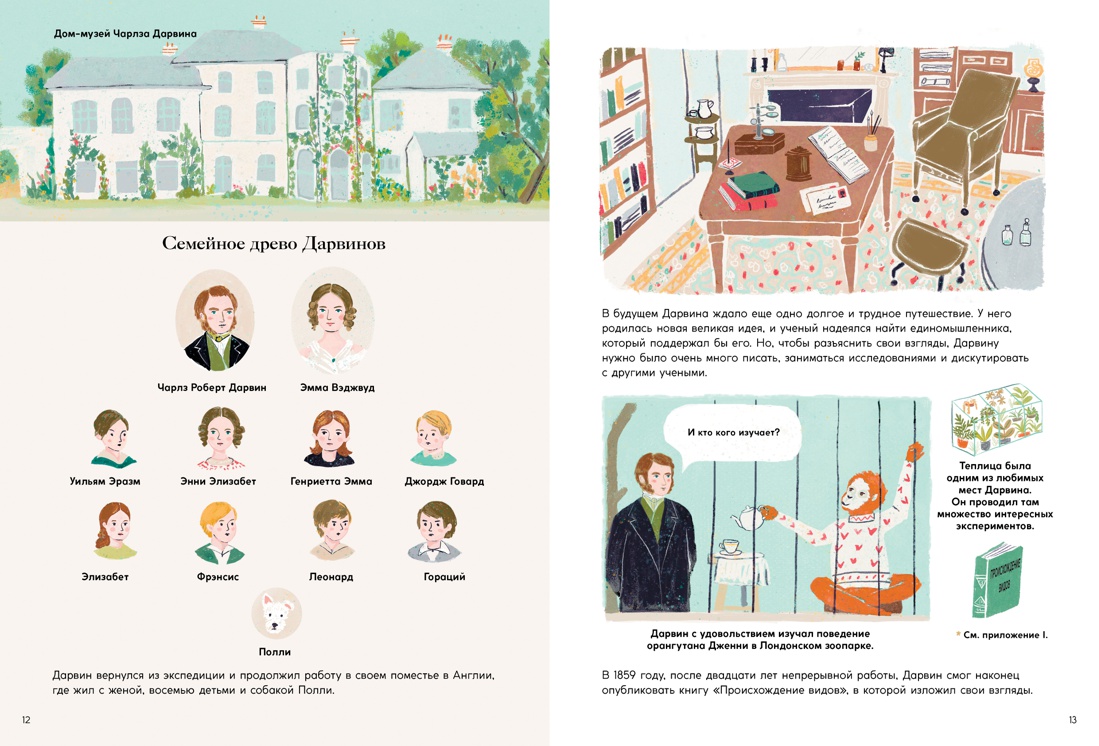 Дом-музей Чарлза Дарвина
Семейное древо Дарвинов
Чарлз Роберт Дарвин
Эмма Вэджвуд
Уильям Эразм
Энни Элизабет
Генриетта Эмма
Джордж Говард
Элизабет
Фрэнсис
Леонард
Гораций
Полли
Дарвин вернулся из экспедиции и продолжил работу в своем поместье в Англии,
где жил с женой, восемью детьми и собакой Полли.
12
В будущем Дарвина ждало еще одно долгое и трудное путешествие. У него
родилась новая великая идея, и ученый надеялся найти единомышленника,
который поддержал бы его. Но, чтобы разъяснить свои взгляды, Дарвину
нужно было очень много писать, заниматься исследованиями и дискутировать
с другими учеными.
И кто кого изучает?
Дарвин с удовольствием изучал поведение
орангутана Дженни в Лондонском зоопарке.
Теплица была
одним из любимых
мест Дарвина.
Он проводил там
множество интересных
экспериментов.
ПРОИСХОЖДЕНИЕ
ВИДОВ
* См. приложение I.
В 1859 году, после двадцати лет непрерывной работы, Дарвин смог наконец
опубликовать книгу «Происхождение видов», в которой изложил свои взгляды.
13